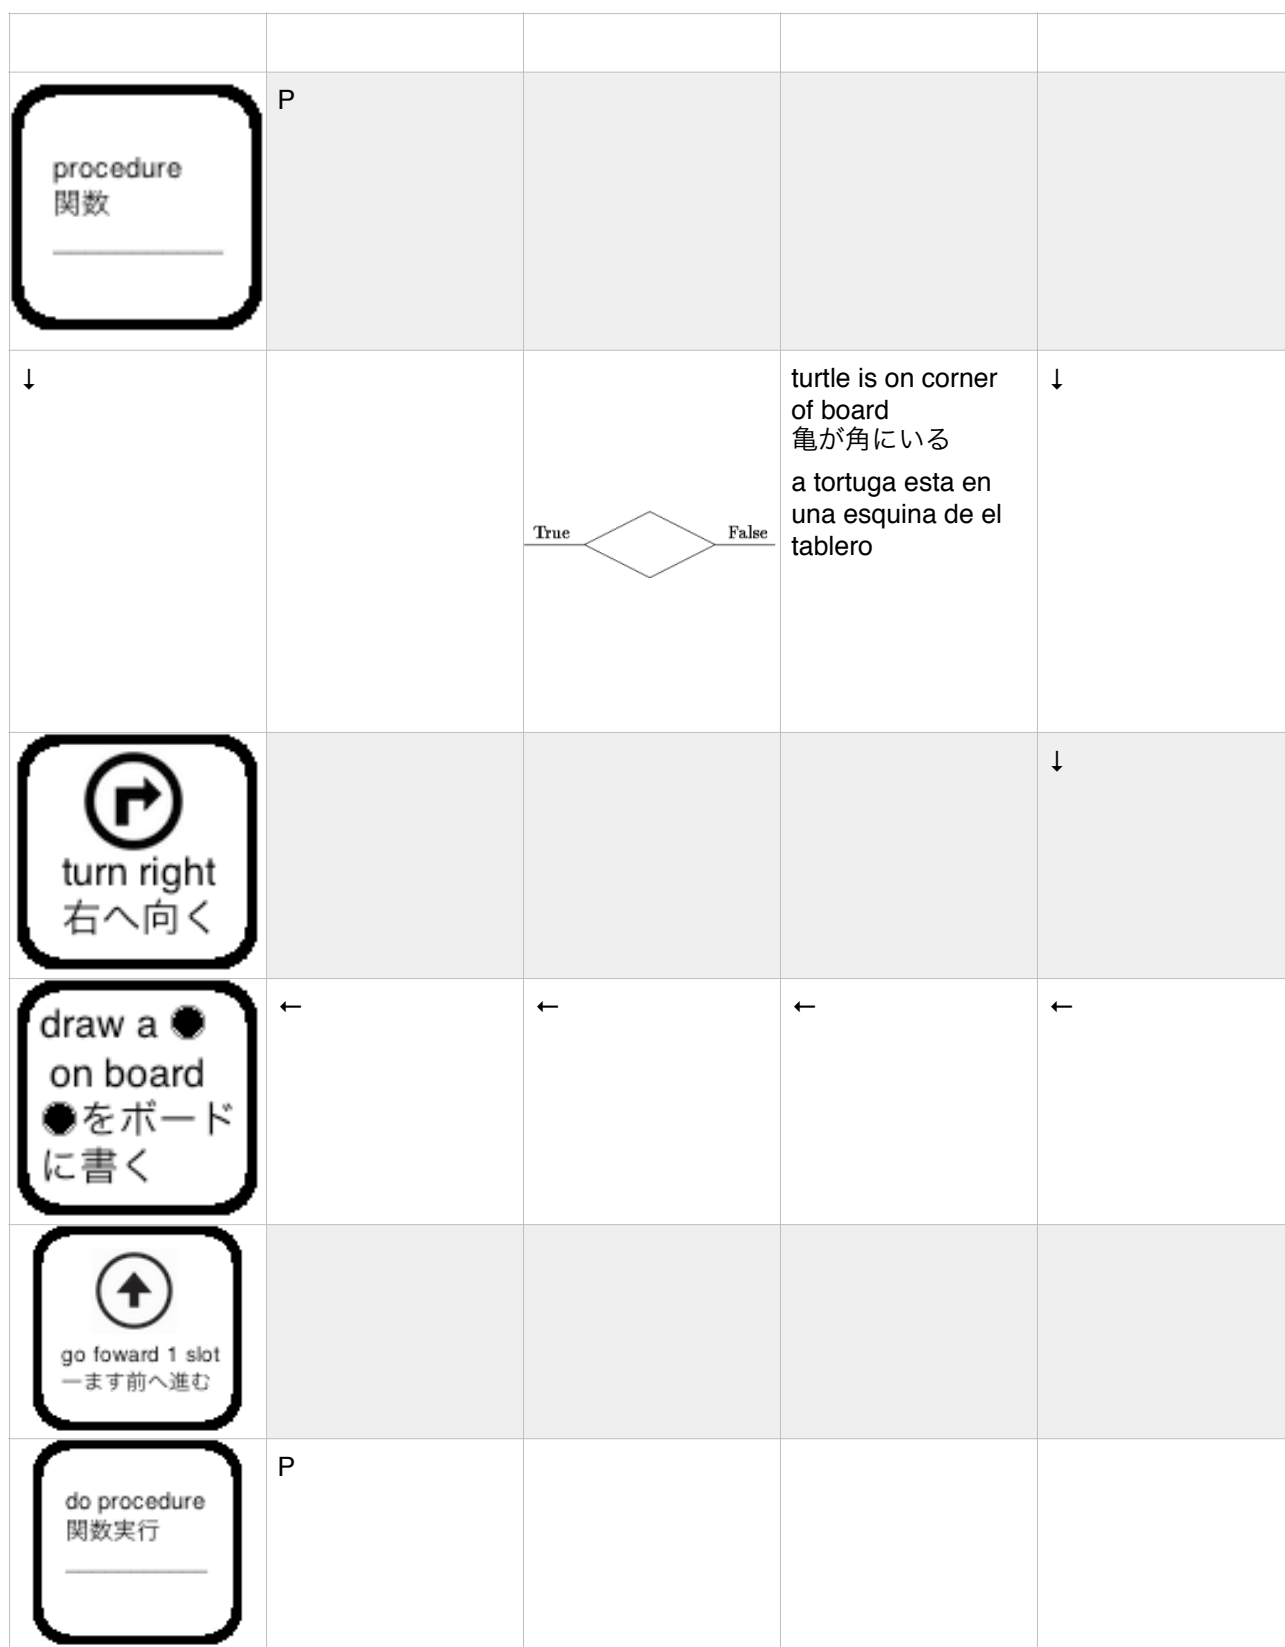 P
procedure
関数
↓
turtle is on corner
of board
亀が角にいる
a tortuga esta en
una esquina de el
tablero
↓
True
False
turn right
右へ向く
↓
draw a ●
on board
●をボード
に書く
←
←
←
←
go foward 1 slot
一ます前へ進む
P
do procedure
関数実行